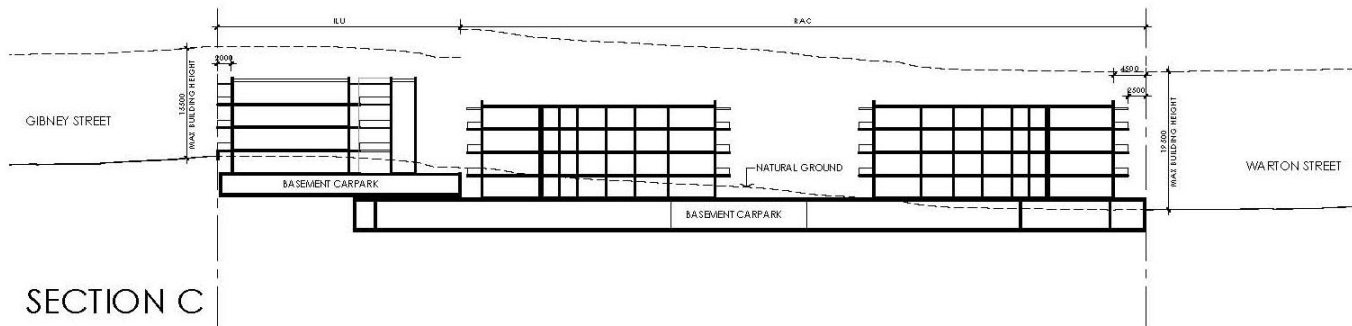 ILU
RAC
2000
4500
2500
15500
MAX BUILDING HEIGHT
GIBNEY STREET
19500
MAX BUILDING HEIGHT
NATURAL GROUND
WARTON STREET
BASEMENT CARPARK
BASEMENT CARPARK
SECTION C